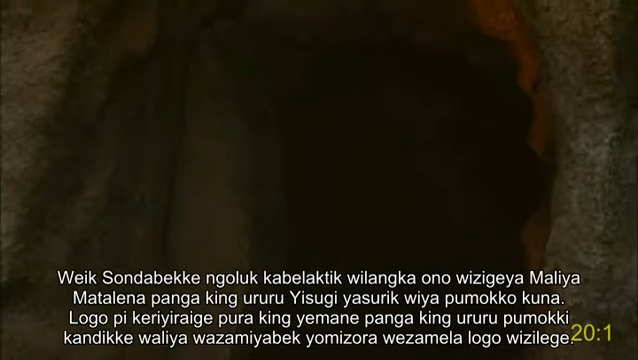 Weik Sondabekke ngoluk kabelaktik wilangka ono wizigeya Maliya
Matalena panga king ururu Yisugi yasurik wiya pumokko kuna.
Logo pi keriyiraige pura king yemane panga king ururu pumokki
kandikke waliya wazamiyabek yomizora wezamela logo wizilege.
20:1